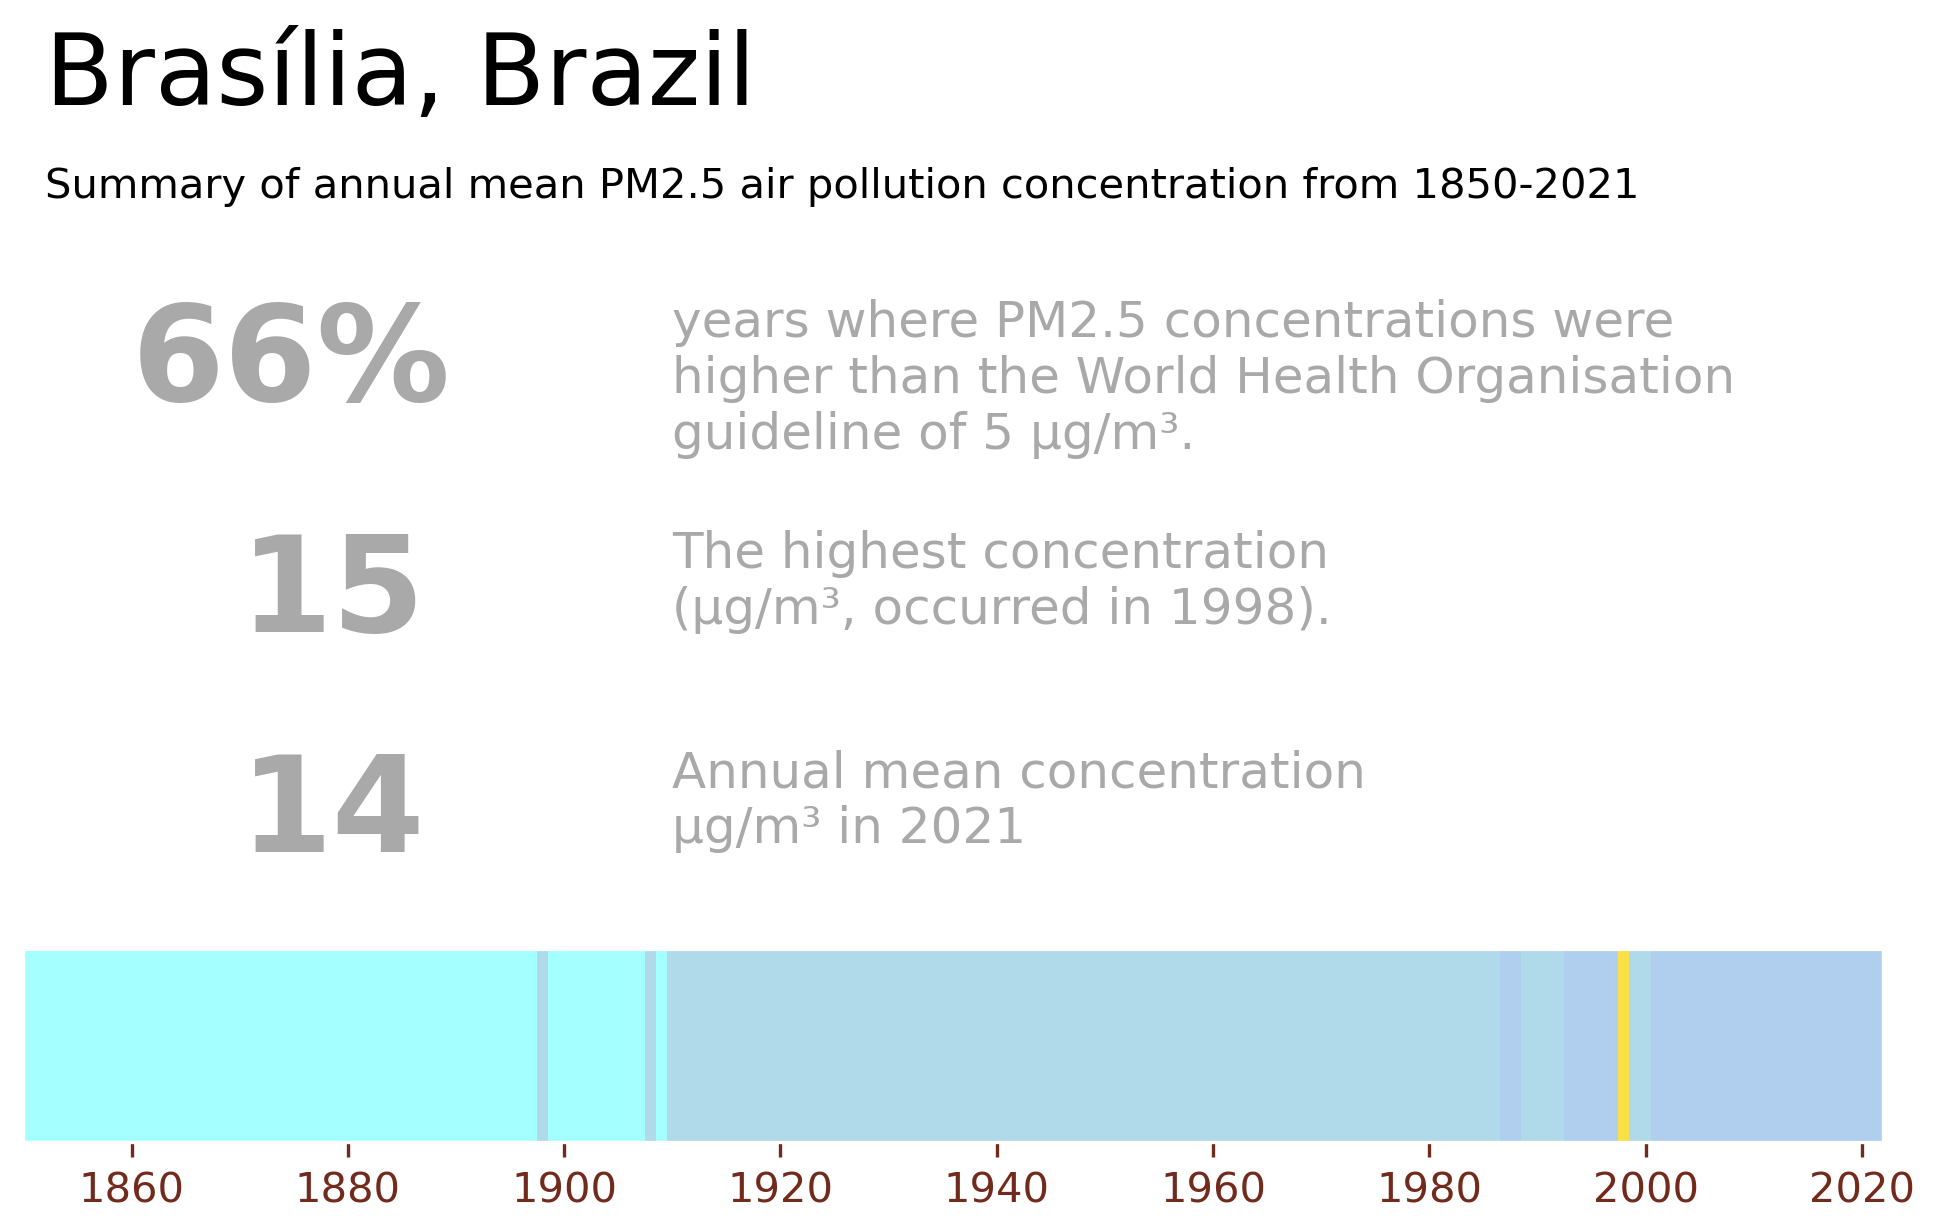 Brasília, Brazil
Summary of annual mean PM2.5 air pollution concentration from 1850-2021
66%
years where PM2.5 concentrations were
higher than the World Health Organisation
guideline of 5 µg/m³.
15
The highest concentration
(µg/m³, occurred in 1998).
14
Annual mean concentration
µg/m³ in 2021
1860 1880 1900 1920 1940 1960 1980 2000 2020